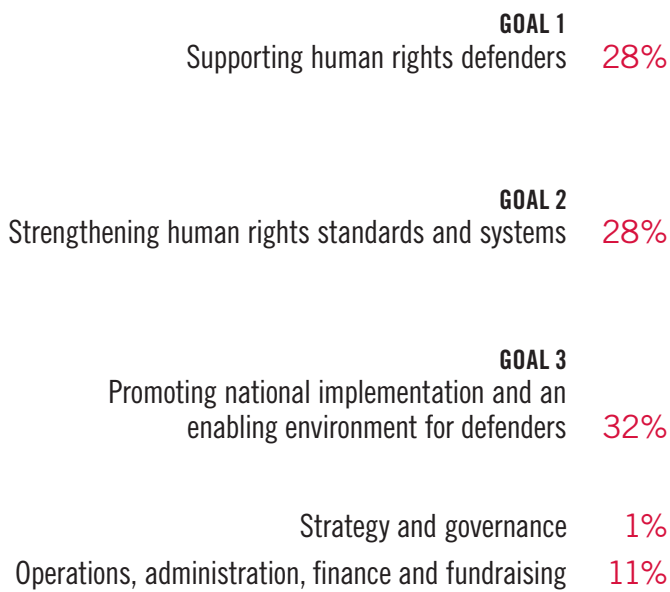 GOAL 1
Supporting human rights defenders 28%
GOAL 2
Strengthening human rights standards and systems 28%
GOAL 3
Promoting national implementation and an
enabling environment for defenders 32%
Strategy and governance 1%
Operations, administration, finance and fundraising 11%